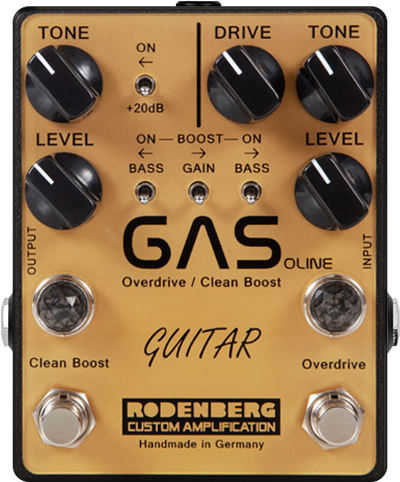 TONE
ON
←
+20dB
DRIVE
TONE
LEVEL
ON — BOOST — ON
← → →
BASS GAIN BASS
LEVEL
OUTPUT
INPUT
GASOLINE
Overdrive / Clean Boost
GUITAR
Clean Boost
Overdrive
RODENBERG
CUSTOM AMPLIFICATION
Handmade in Germany